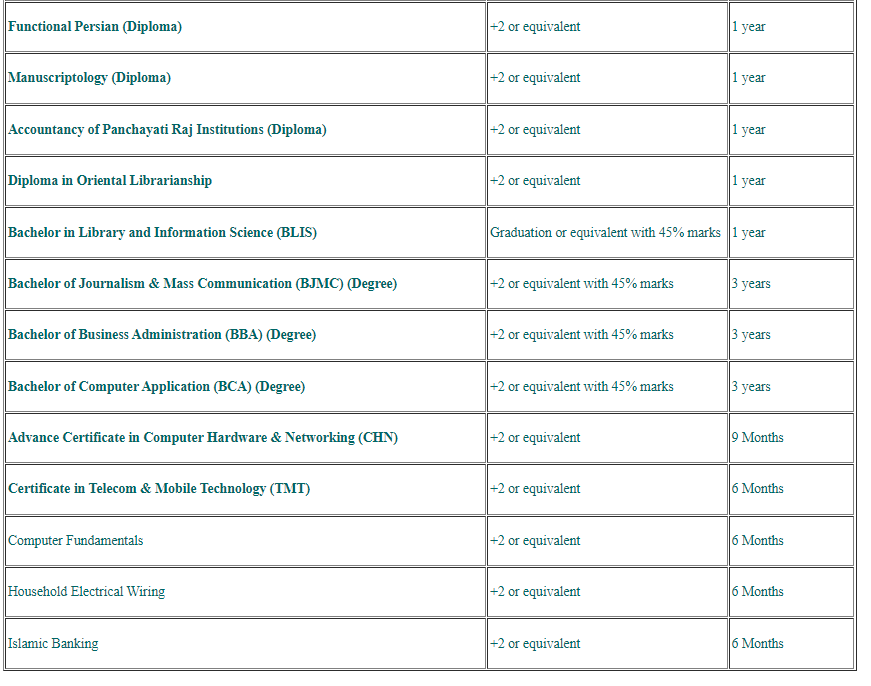 Functional Persian (Diploma) +2 or equivalent 1 year
Manuscriptology (Diploma) +2 or equivalent 1 year
Accountancy of Panchayati Raj Institutions (Diploma) +2 or equivalent 1 year
Diploma in Oriental Librarianship +2 or equivalent 1 year
Bachelor in Library and Information Science (BLIS) Graduation or equivalent with 45% marks 1 year
Bachelor of Journalism & Mass Communication (BJMC) (Degree) +2 or equivalent with 45% marks 3 years
Bachelor of Business Administration (BBA) (Degree) +2 or equivalent with 45% marks 3 years
Bachelor of Computer Application (BCA) (Degree) +2 or equivalent with 45% marks 3 years
Advance Certificate in Computer Hardware & Networking (CHN) +2 or equivalent 9 Months
Certificate in Telecom & Mobile Technology (TMT) +2 or equivalent 6 Months
Computer Fundamentals +2 or equivalent 6 Months
Household Electrical Wiring +2 or equivalent 6 Months
Islamic Banking +2 or equivalent 6 Months